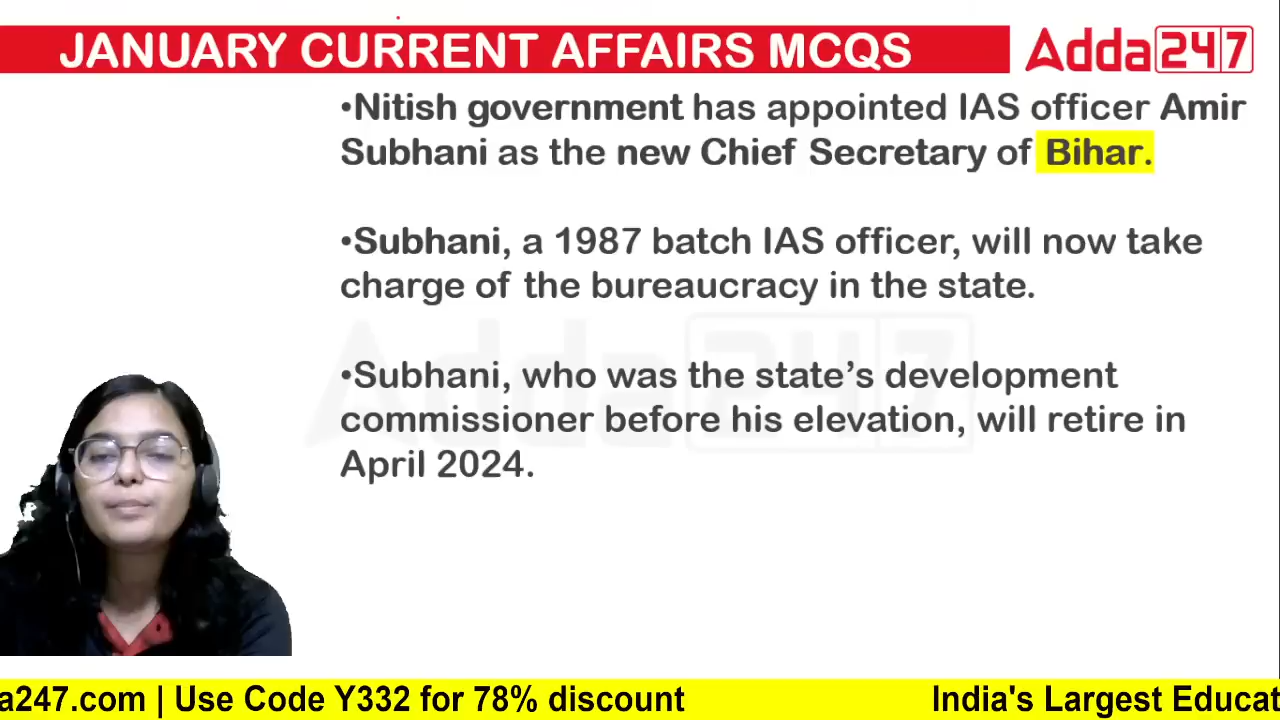 JANUARY CURRENT AFFAIRS MCQS
Adda247
•Nitish government has appointed IAS officer Amir
Subhani as the new Chief Secretary of Bihar.
•Subhani, a 1987 batch IAS officer, will now take
charge of the bureaucracy in the state.
•Subhani, who was the state’s development
commissioner before his elevation, will retire in
April 2024.
Adda247
a247.com | Use Code Y332 for 78% discount
India's Largest Educat